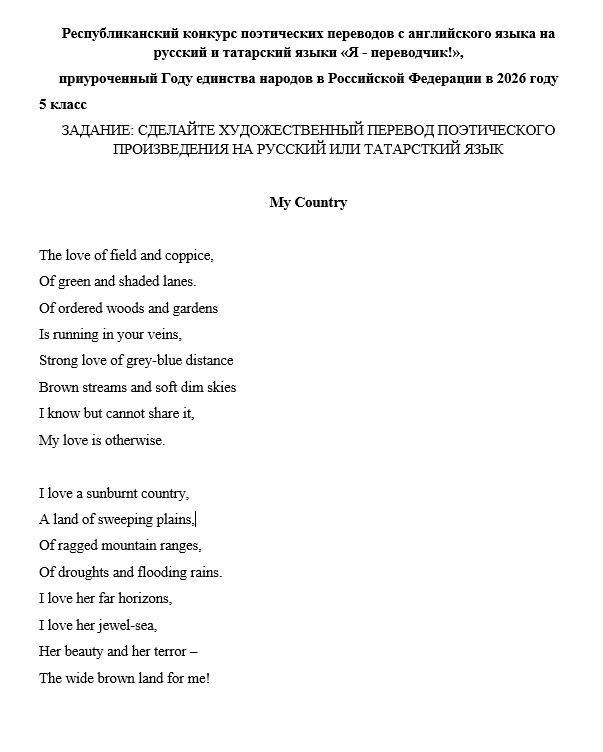 Республиканский конкурс поэтических переводов с английского языка на
русский и татарский языки «Я - переводчик!»,
приуроченный Году единства народов в Российской Федерации в 2026 году
5 класс
ЗАДАНИЕ: СДЕЛАЙТЕ ХУДОЖЕСТВЕННЫЙ ПЕРЕВОД ПОЭТИЧЕСКОГО
ПРОИЗВЕДЕНИЯ НА РУССКИЙ ИЛИ ТАТАРСТКИЙ ЯЗЫК
My Country
The love of field and coppice,
Of green and shaded lanes.
Of ordered woods and gardens
Is running in your veins,
Strong love of grey-blue distance
Brown streams and soft dim skies
I know but cannot share it,
My love is otherwise.
I love a sunburnt country,
A land of sweeping plains,
Of ragged mountain ranges,
Of droughts and flooding rains.
I love her far horizons,
I love her jewel-sea,
Her beauty and her terror –
The wide brown land for me!